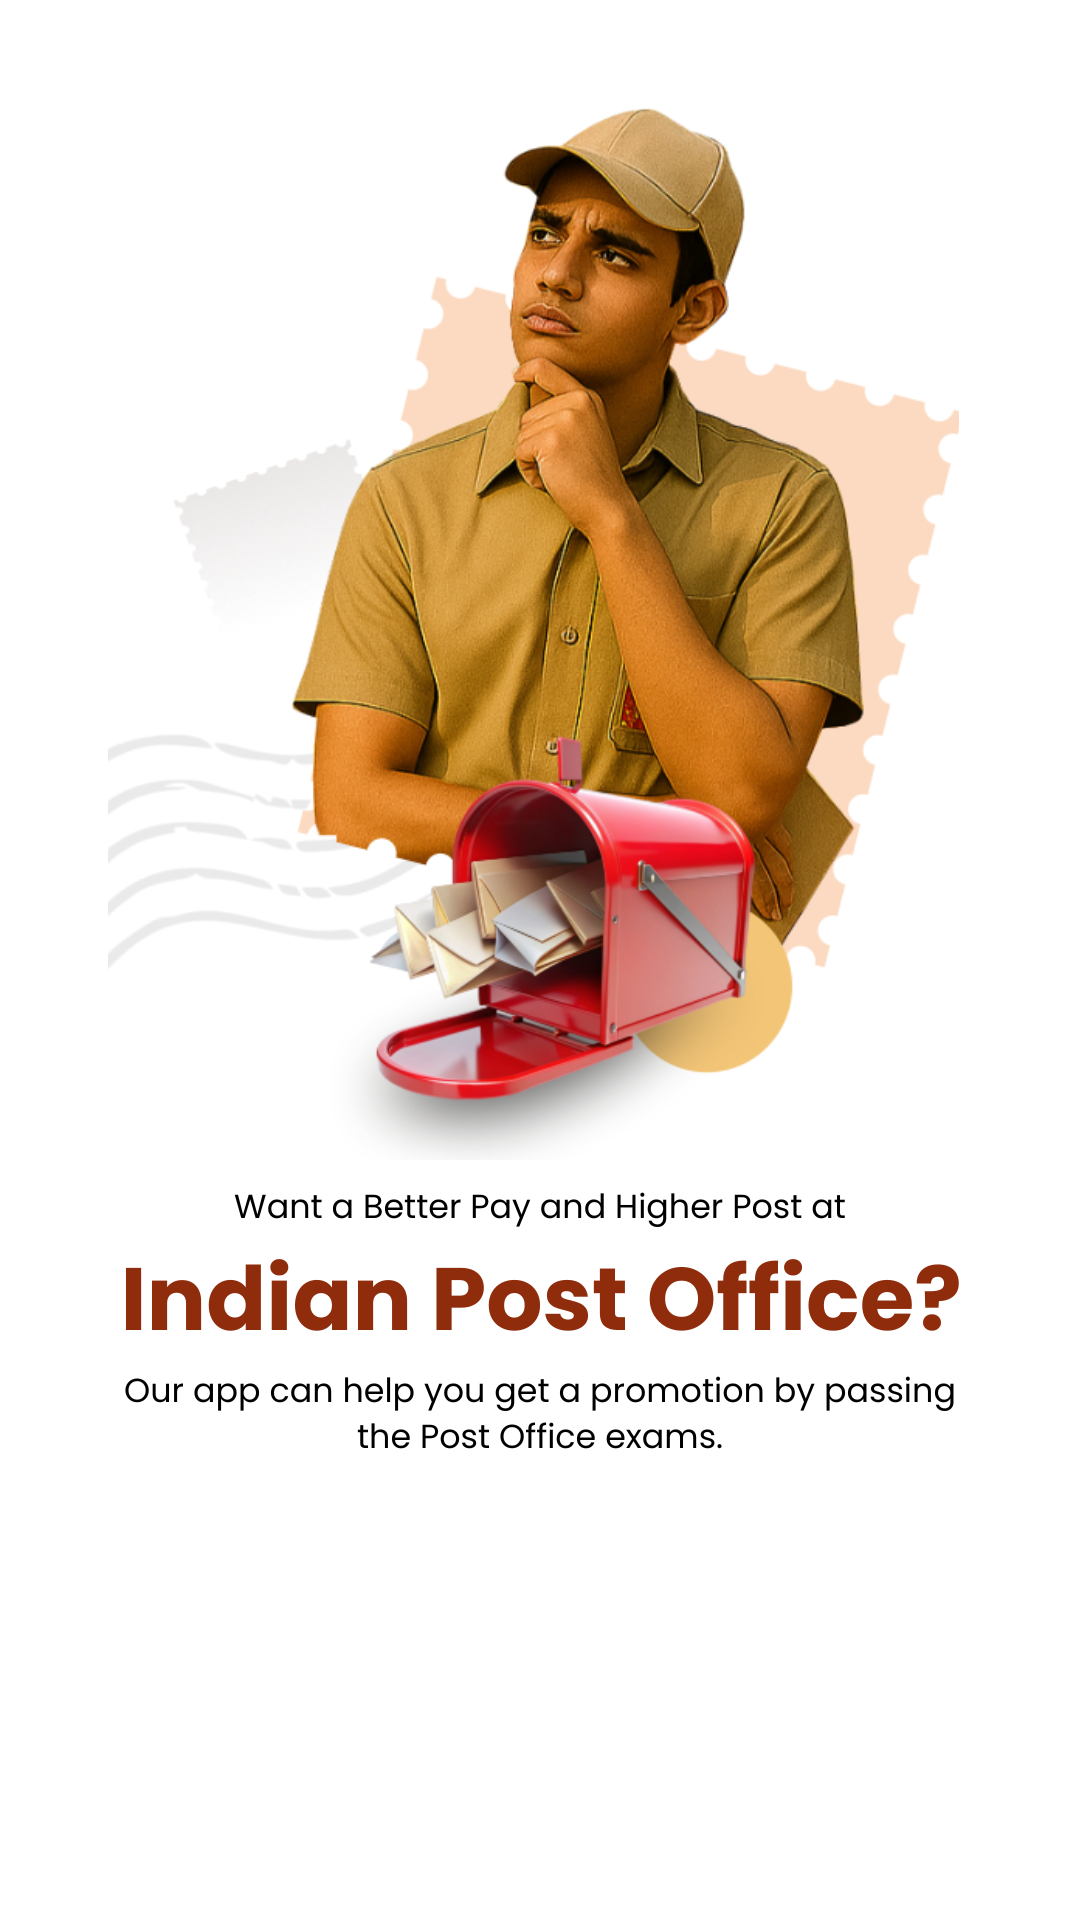 Want a Better Pay and Higher Post at
Indian Post Office?
Our app can help you get a promotion by passing
the Post Office exams.